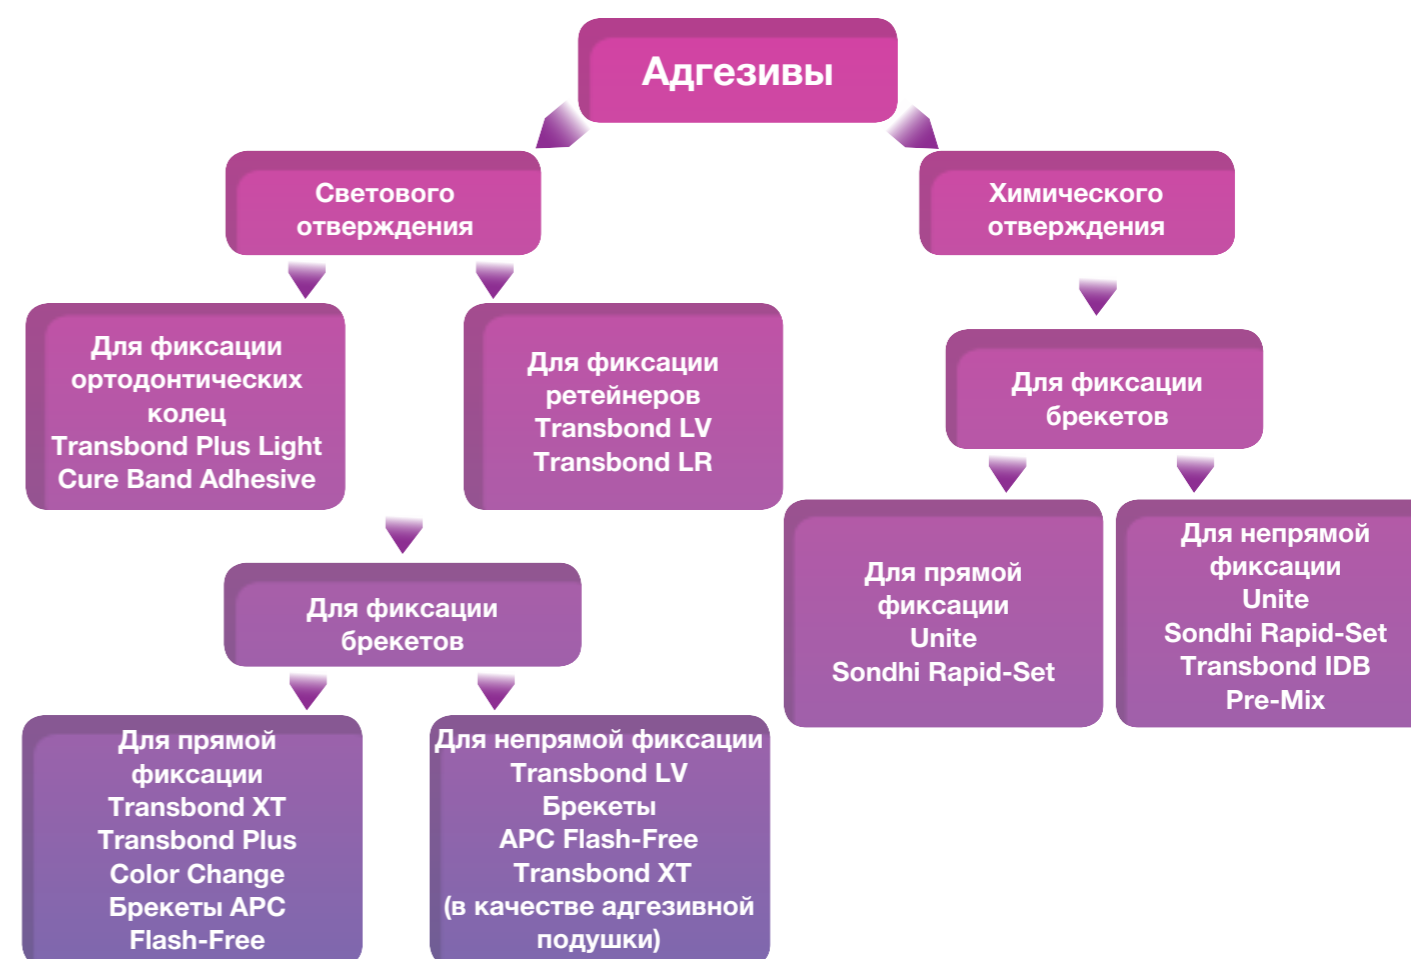 Адгезивы
Светового
отверждения
Химического
отверждения
Для фиксации
ортодонтических
колец
Transbond Plus Light
Cure Band Adhesive
Для фиксации
ретейнеров
Transbond LV
Transbond LR
Для фиксации
брекетов
Для прямой
фиксации
Unite
Sondhi Rapid-Set
Для непрямой
фиксации
Unite
Sondhi Rapid-Set
Transbond IDB
Pre-Mix
Для фиксации
брекетов
Для прямой
фиксации
Transbond XT
Transbond Plus
Color Change
Брекеты APC
Flash-Free
Для непрямой фиксации
Transbond LV
Брекеты
APC Flash-Free
Transbond XT
(в качестве адгезивной
подушки)